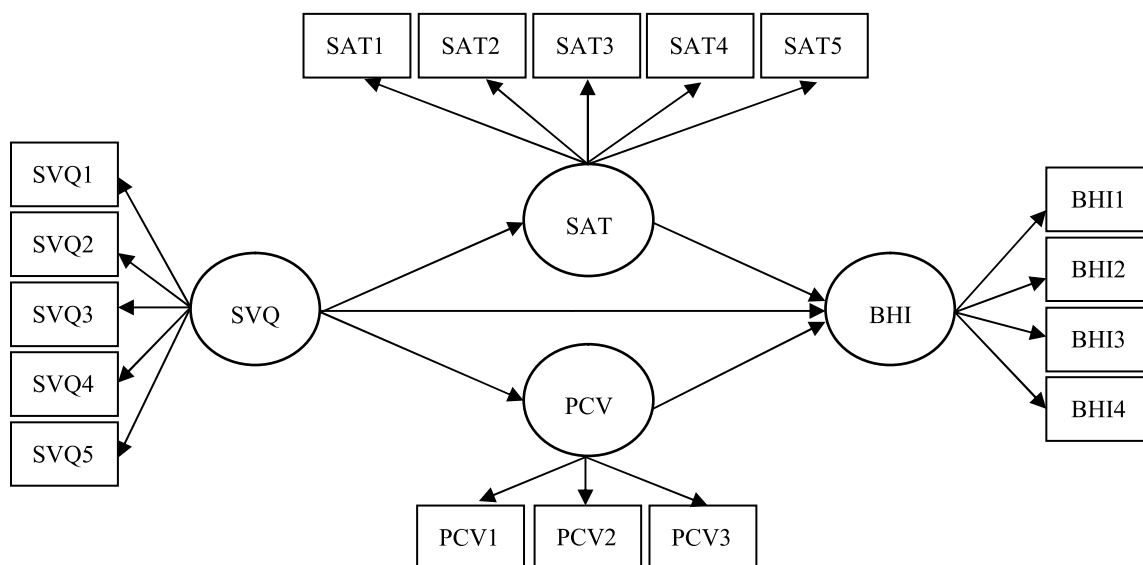 SAT1
SAT2
SAT3
SAT4
SAT5
SVQ1
SVQ2
SVQ3
SVQ4
SVQ5
SVQ
SAT
PCV
BHI
BHI1
BHI2
BHI3
BHI4
PCV1
PCV2
PCV3